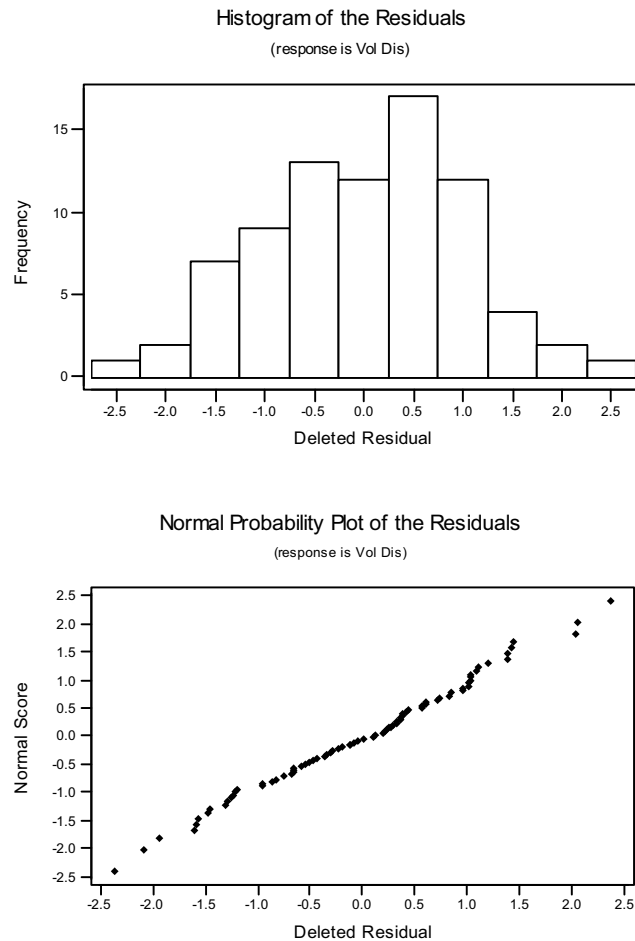 Histogram of the Residuals
(response is Vol Dis)
15
10
5
0
Frequency
-2.5 -2.0 -1.5 -1.0 -0.5 0.0 0.5 1.0 1.5 2.0 2.5
Deleted Residual
Normal Probability Plot of the Residuals
(response is Vol Dis)
2.5
2.0
1.5
1.0
0.5
0.0
-0.5
-1.0
-1.5
-2.0
-2.5
Normal Score
-2.5 -2.0 -1.5 -1.0 -0.5 0.0 0.5 1.0 1.5 2.0 2.5
Deleted Residual